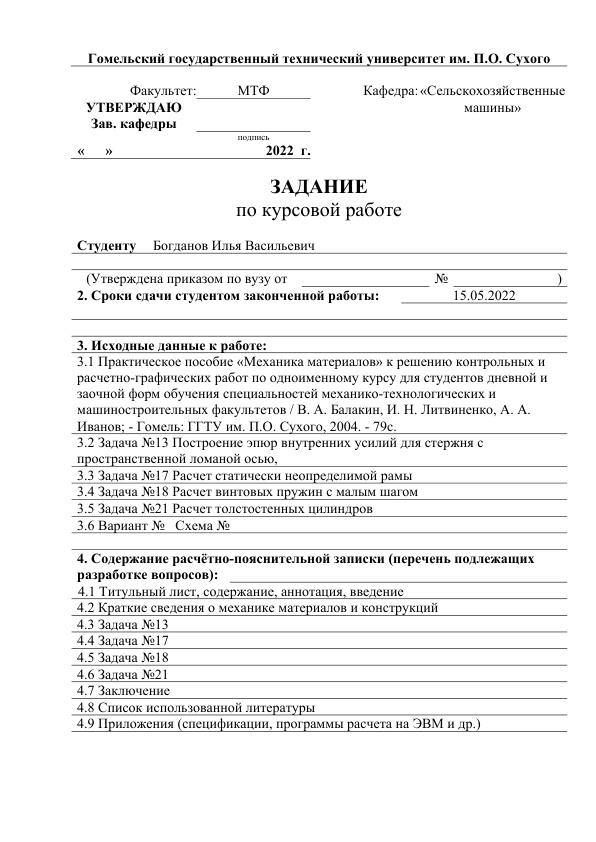 Гомельский государственный технический университет им. П.О. Сухого
Факультет: МТФ Кафедра: «Сельскохозяйственные
УТВЕРЖДАЮ машины»
Зав. кафедры
подпись
« » 2022 г.
ЗАДАНИЕ
по курсовой работе
Студенту Богданов Илья Васильевич
(Утверждена приказом по вузу от № )
2. Сроки сдачи студентом законченной работы: 15.05.2022
3. Исходные данные к работе:
3.1 Практическое пособие «Механика материалов» к решению контрольных и
расчетно-графических работ по одноименному курсу для студентов дневной и
заочной форм обучения специальностей механико-технологических и
машиностроительных факультетов / В. А. Балакин, И. Н. Литвиненко, А. А.
Иванов; - Гомель: ГГТУ им. П.О. Сухого, 2004. - 79с.
3.2 Задача №13 Построение эпюр внутренних усилий для стержня с
пространственной ломаной осью,
3.3 Задача №17 Расчет статически неопределимой рамы
3.4 Задача №18 Расчет винтовых пружин с малым шагом
3.5 Задача №21 Расчет толстостенных цилиндров
3.6 Вариант № Схема №
4. Содержание расчётно-пояснительной записки (перечень подлежащих
разработке вопросов):
4.1 Титульный лист, содержание, аннотация, введение
4.2 Краткие сведения о механике материалов и конструкций
4.3 Задача №13
4.4 Задача №17
4.5 Задача №18
4.6 Задача №21
4.7 Заключение
4.8 Список использованной литературы
4.9 Приложения (спецификации, программы расчета на ЭВМ и др.)